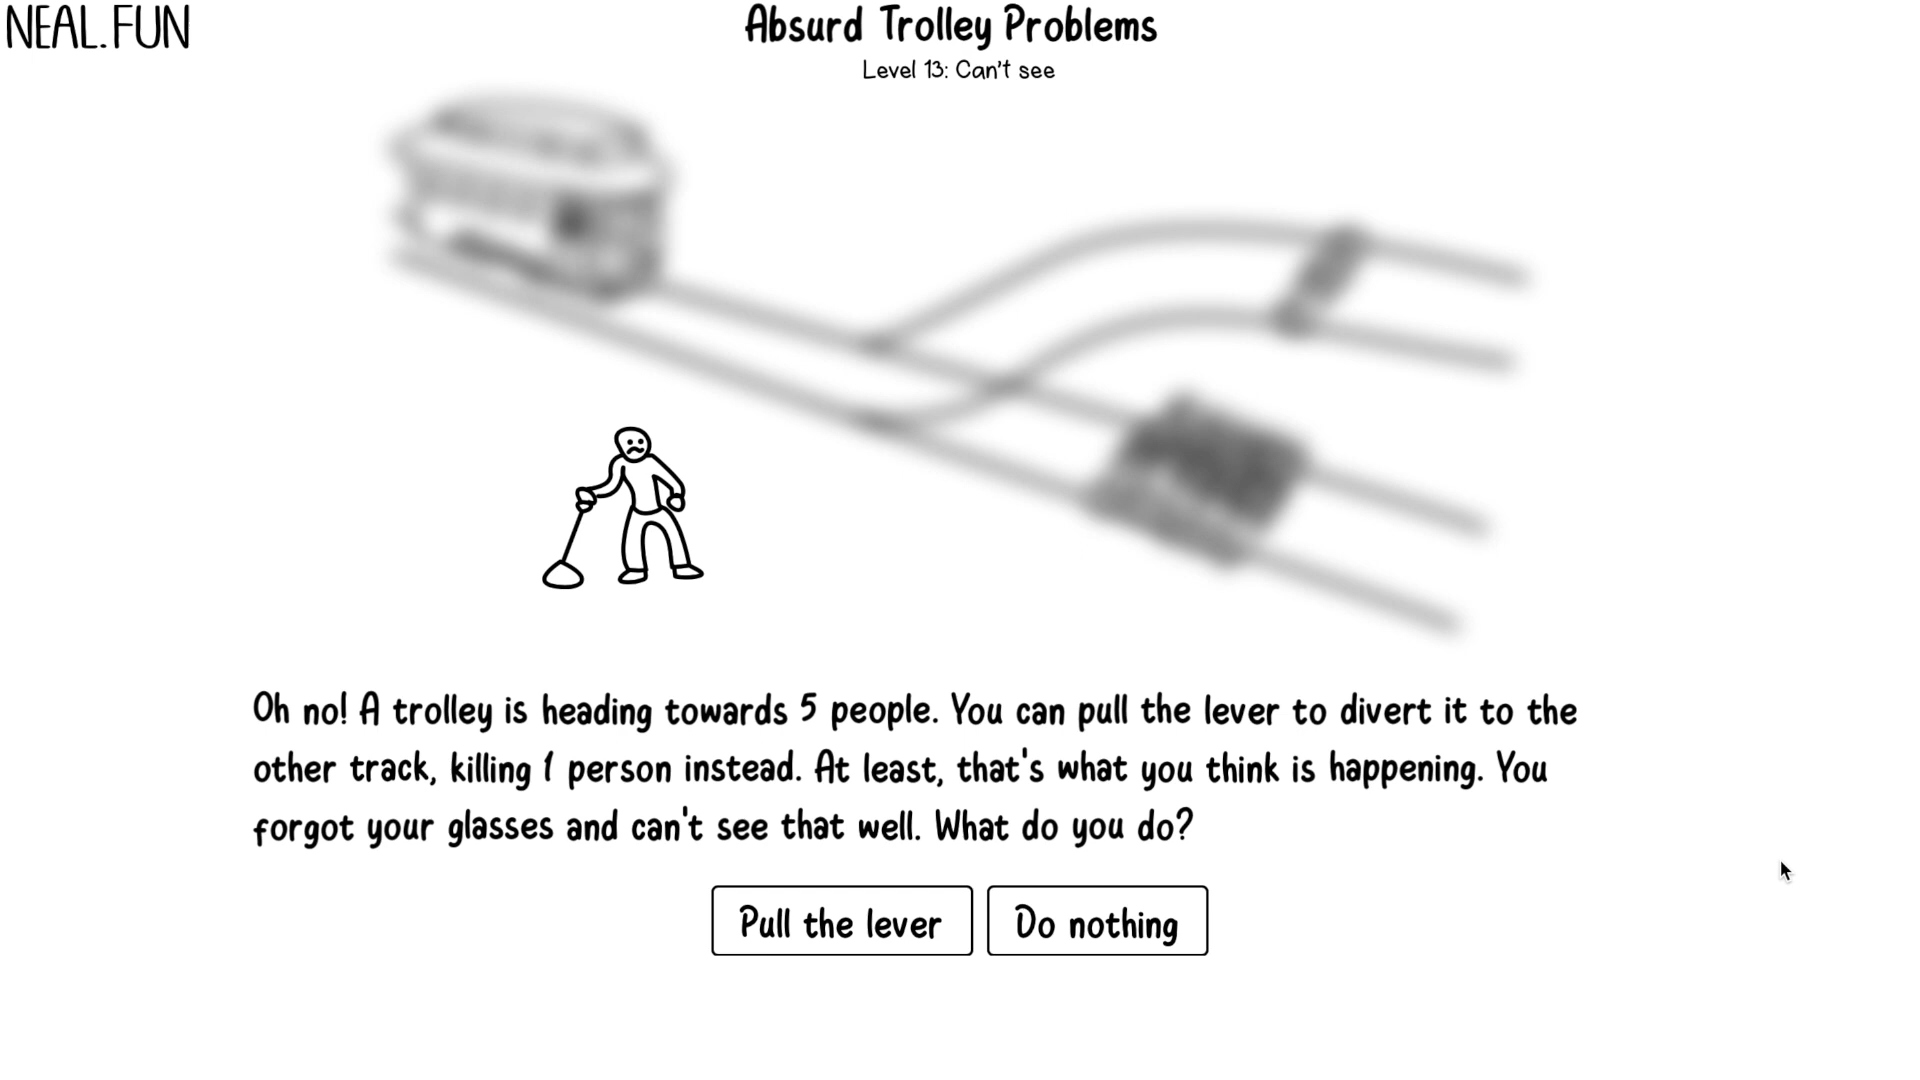 NEAL.FUN
Absurd Trolley Problems
Level 13: Can't see
Oh no! A trolley is heading towards 5 people. You can pull the lever to divert it to the
other track, killing 1 person instead. At least, that's what you think is happening. You
forgot your glasses and can't see that well. What do you do?
Pull the lever
Do nothing